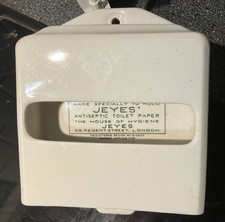 MADE SPECIALLY TO HOLD
JEYES'
ANTISEPTIC TOILET PAPER
THE HOUSE OF HYGIENE
JEYES
REGENT STREET, LONDON.